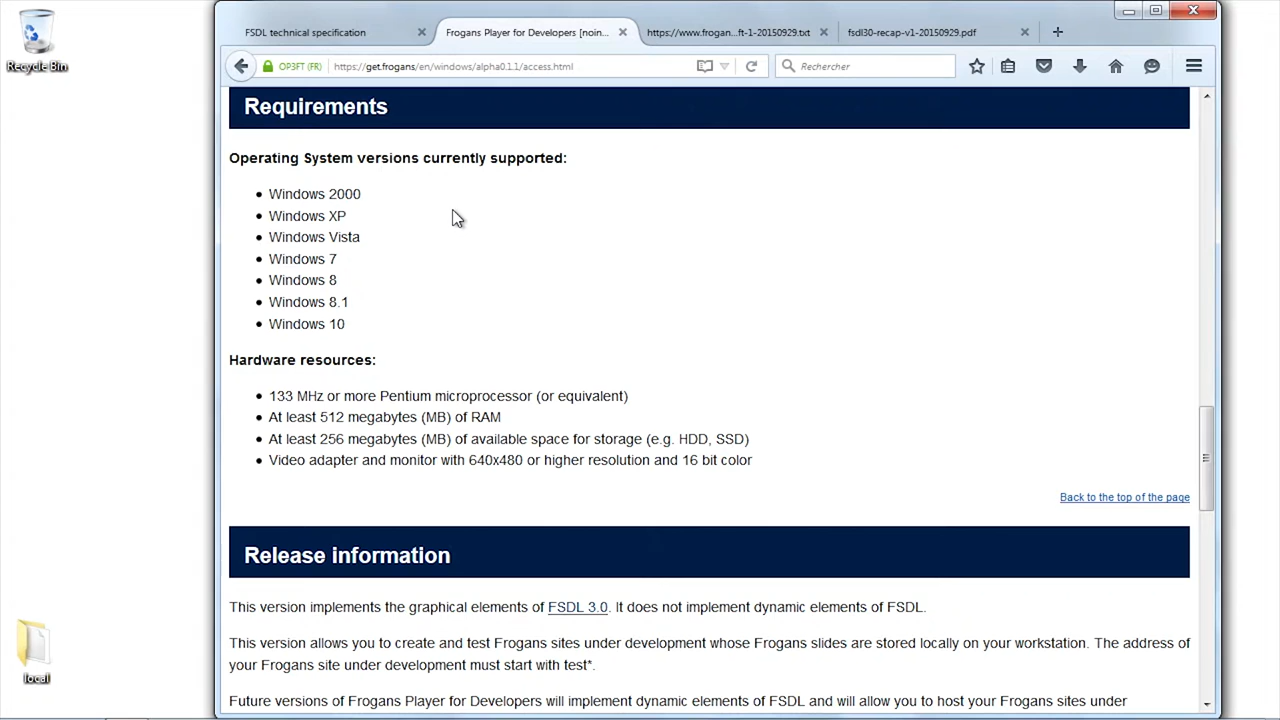 Recycle Bin
local
FSDL technical specification
Frogans Player for Developers [noin...
https://www.frogan...ft-1-20150929.txt
fsdl30-recap-v1-20150929.pdf
OP3FT (FR)
https://get.frogans/en/windows/alpha0.1.1/access.html
Rechercher
Requirements
Operating System versions currently supported:
Windows 2000
Windows XP
Windows Vista
Windows 7
Windows 8
Windows 8.1
Windows 10
Hardware resources:
133 MHz or more Pentium microprocessor (or equivalent)
At least 512 megabytes (MB) of RAM
At least 256 megabytes (MB) of available space for storage (e.g. HDD, SSD)
Video adapter and monitor with 640x480 or higher resolution and 16 bit color
Back to the top of the page
Release information
This version implements the graphical elements of FSDL 3.0. It does not implement dynamic elements of FSDL.
This version allows you to create and test Frogans sites under development whose Frogans slides are stored locally on your workstation. The address of
your Frogans site under development must start with test*.
Future versions of Frogans Player for Developers will implement dynamic elements of FSDL and will allow you to host your Frogans sites under